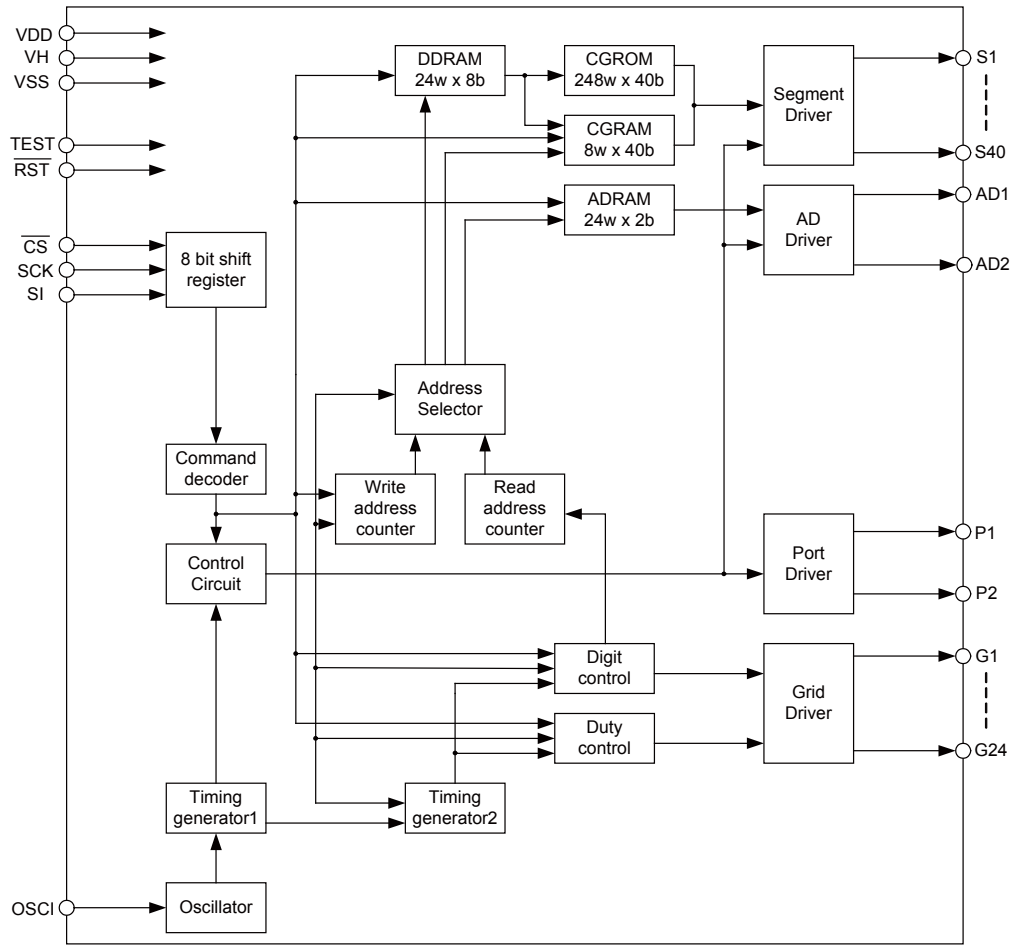 VDD
VH
VSS
TEST
RST
CS
SCK
SI
OSCI
8 bit shift
register
Command
decoder
Control
Circuit
Timing
generator1
Oscillator
DDRAM
24w x 8b
CGROM
248w x 40b
CGRAM
8w x 40b
ADRAM
24w x 2b
Address
Selector
Write
address
counter
Read
address
counter
Digit
control
Duty
control
Timing
generator2
Segment
Driver
AD
Driver
Port
Driver
Grid
Driver
S1
S40
AD1
AD2
P1
P2
G1
G24